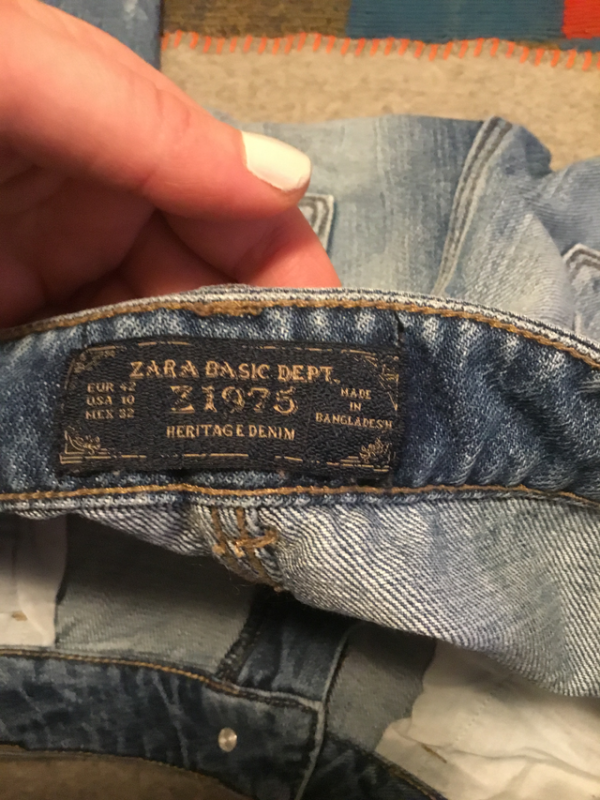 ZARA BASIC DEPT.
EUR 42
USA 10
MEX 32
Z1975
MADE
IN
BANGLADESH
HERITAGE DENIM